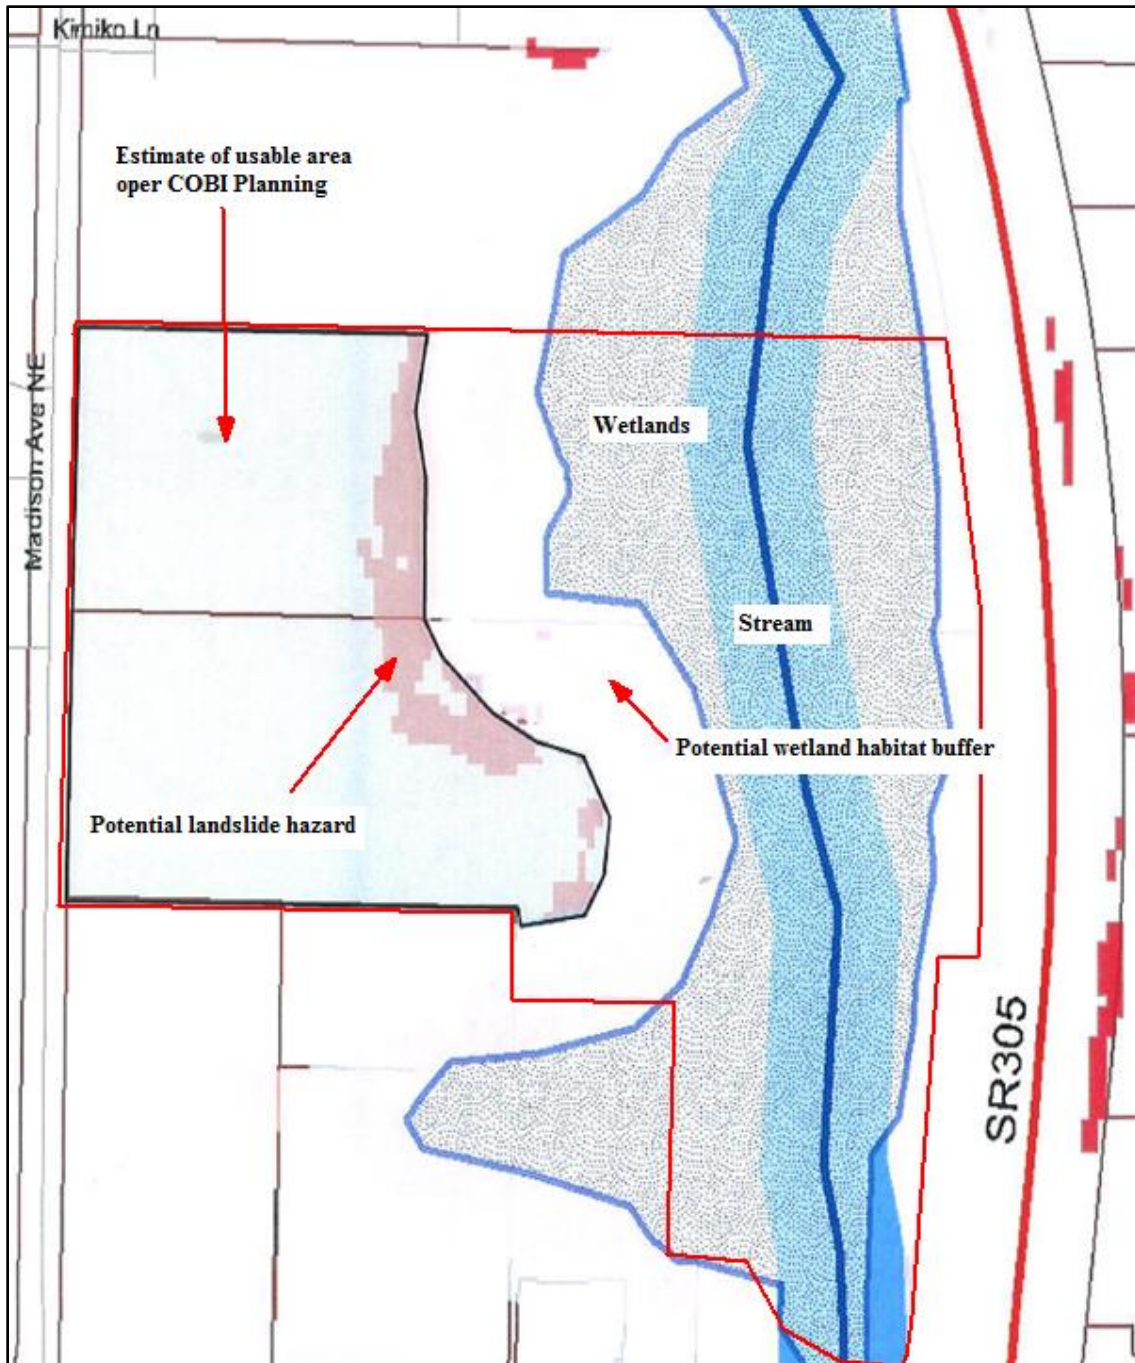 Kimiko Ln
Estimate of usable area
oper COBI Planning
Madison Ave NE
Wetlands
Stream
Potential wetland habitat buffer
Potential landslide hazard
SR305